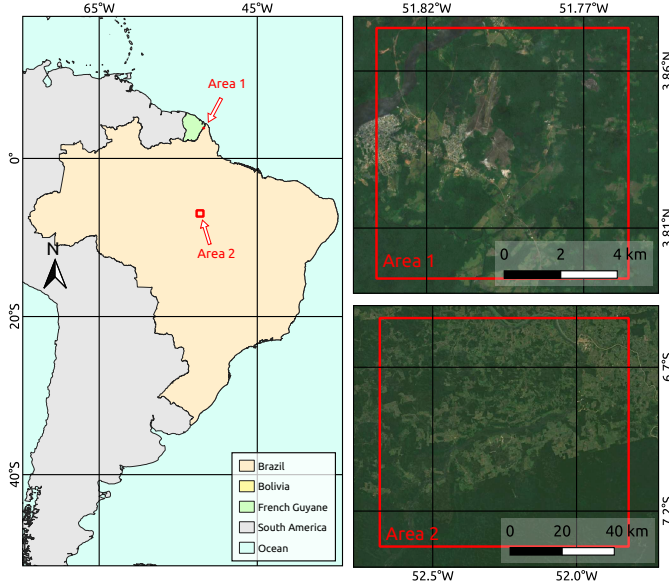 65°W
45°W
0°
20°S
40°S
Area 1
Area 2
N
Brazil
Bolivia
French Guyane
South America
Ocean
51.82°W
51.77°W
3.86°N
3.81°N
Area 1
0 2 4 km
6.7°S
7.2°S
Area 2
0 20 40 km
52.5°W
52.0°W